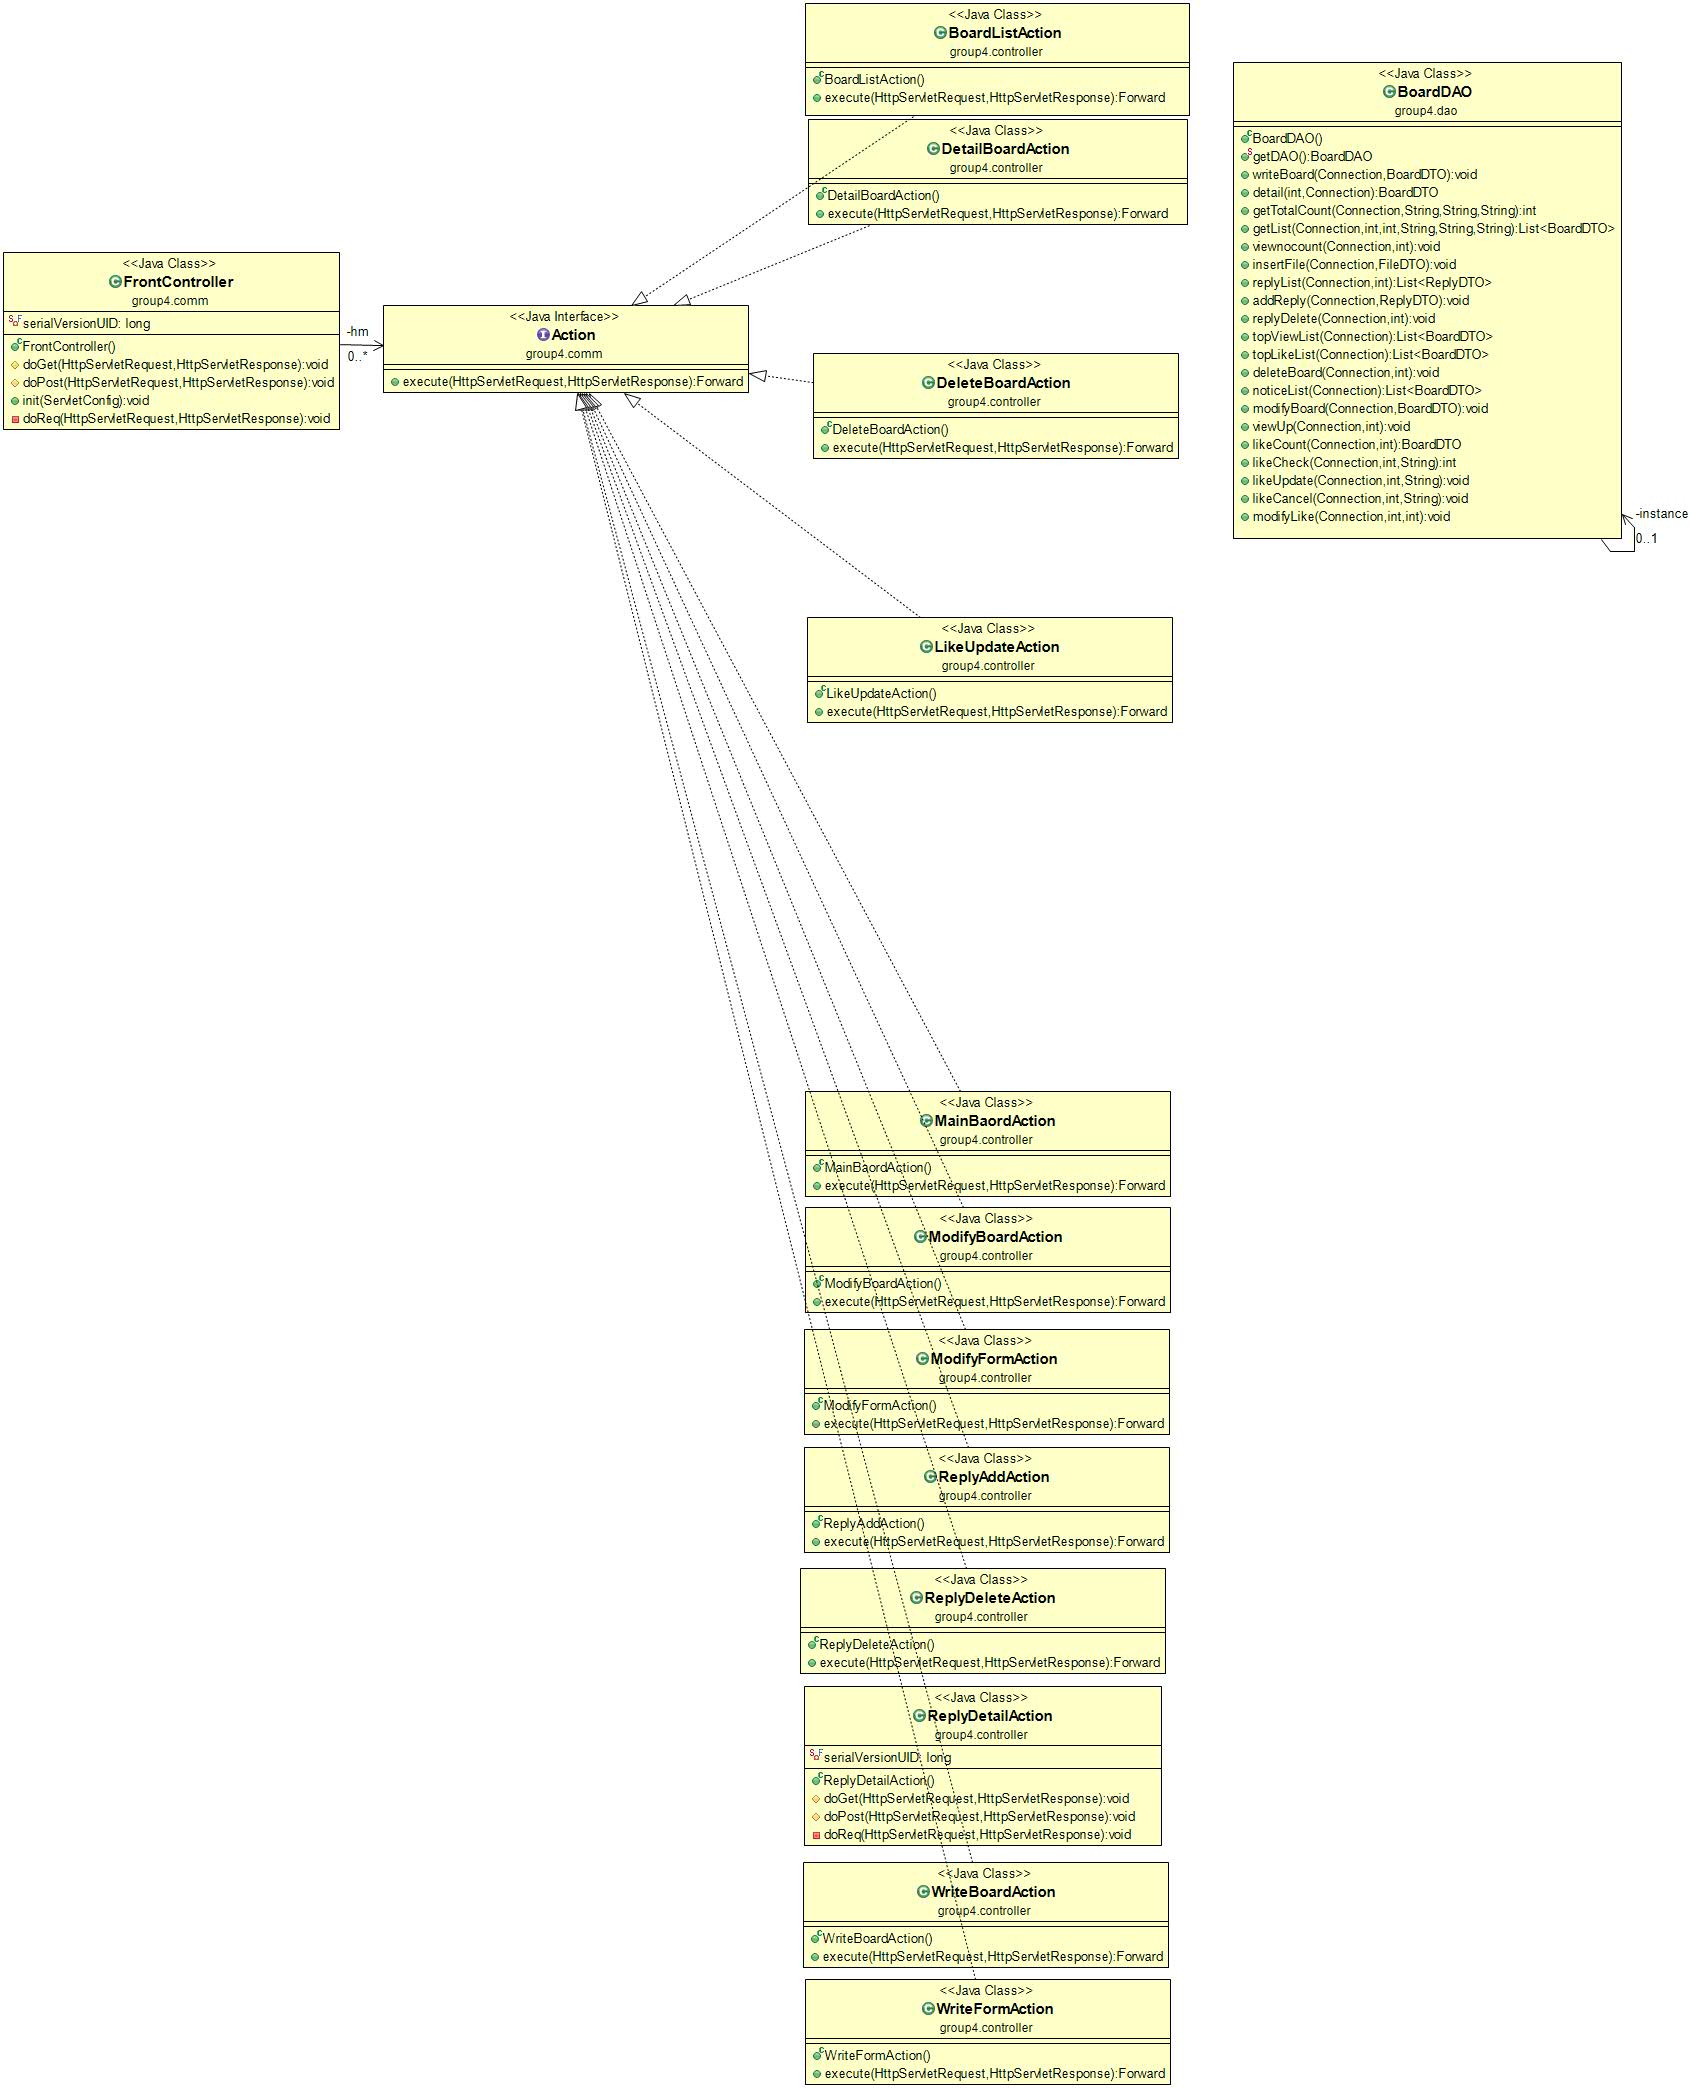 <<Java Class>>
BoardListAction
group4.controller
BoardListAction()
execute(HttpServletRequest,HttpServletResponse):Forward
<<Java Class>>
DetailBoardAction
group4.controller
DetailBoardAction()
execute(HttpServletRequest,HttpServletResponse):Forward
<<Java Class>>
BoardDAO
group4.dao
BoardDAO()
getDAO():BoardDAO
writeBoard(Connection,BoardDTO):void
detail(int,Connection):BoardDTO
getTotalCount(Connection,String,String,String):int
getList(Connection,int,int,String,String,String):List<BoardDTO>
viewnocount(Connection,int):void
insertFile(Connection,FileDTO):void
replyList(Connection,int):List<ReplyDTO>
addReply(Connection,ReplyDTO):void
replyDelete(Connection,int):void
topViewList(Connection):List<BoardDTO>
topLikeList(Connection):List<BoardDTO>
deleteBoard(Connection,int):void
noticeList(Connection):List<BoardDTO>
modifyBoard(Connection,BoardDTO):void
viewUp(Connection,int):void
likeCount(Connection,int):BoardDTO
likeCheck(Connection,int,String):int
likeUpdate(Connection,int,String):void
likeCancel(Connection,int,String):void
modifyLike(Connection,int,int):void
-instance
0..1
<<Java Class>>
FrontController
group4.comm
serialVersionUID: long
FrontController()
doGet(HttpServletRequest,HttpServletResponse):void
doPost(HttpServletRequest,HttpServletResponse):void
init(ServletConfig):void
doReq(HttpServletRequest,HttpServletResponse):void
-hm
0..*
<<Java Interface>>
Action
group4.comm
execute(HttpServletRequest,HttpServletResponse):Forward
<<Java Class>>
DeleteBoardAction
group4.controller
DeleteBoardAction()
execute(HttpServletRequest,HttpServletResponse):Forward
<<Java Class>>
LikeUpdateAction
group4.controller
LikeUpdateAction()
execute(HttpServletRequest,HttpServletResponse):Forward
<<Java Class>>
MainBaordAction
group4.controller
MainBaordAction()
execute(HttpServletRequest,HttpServletResponse):Forward
<<Java Class>>
ModifyBoardAction
group4.controller
ModifyBoardAction()
execute(HttpServletRequest,HttpServletResponse):Forward
<<Java Class>>
ModifyFormAction
group4.controller
ModifyFormAction()
execute(HttpServletRequest,HttpServletResponse):Forward
<<Java Class>>
ReplyAddAction
group4.controller
ReplyAddAction()
execute(HttpServletRequest,HttpServletResponse):Forward
<<Java Class>>
ReplyDeleteAction
group4.controller
ReplyDeleteAction()
execute(HttpServletRequest,HttpServletResponse):Forward
<<Java Class>>
ReplyDetailAction
group4.controller
serialVersionUID: long
ReplyDetailAction()
doGet(HttpServletRequest,HttpServletResponse):void
doPost(HttpServletRequest,HttpServletResponse):void
doReq(HttpServletRequest,HttpServletResponse):void
<<Java Class>>
WriteBoardAction
group4.controller
WriteBoardAction()
execute(HttpServletRequest,HttpServletResponse):Forward
<<Java Class>>
WriteFormAction
group4.controller
WriteFormAction()
execute(HttpServletRequest,HttpServletResponse):Forward